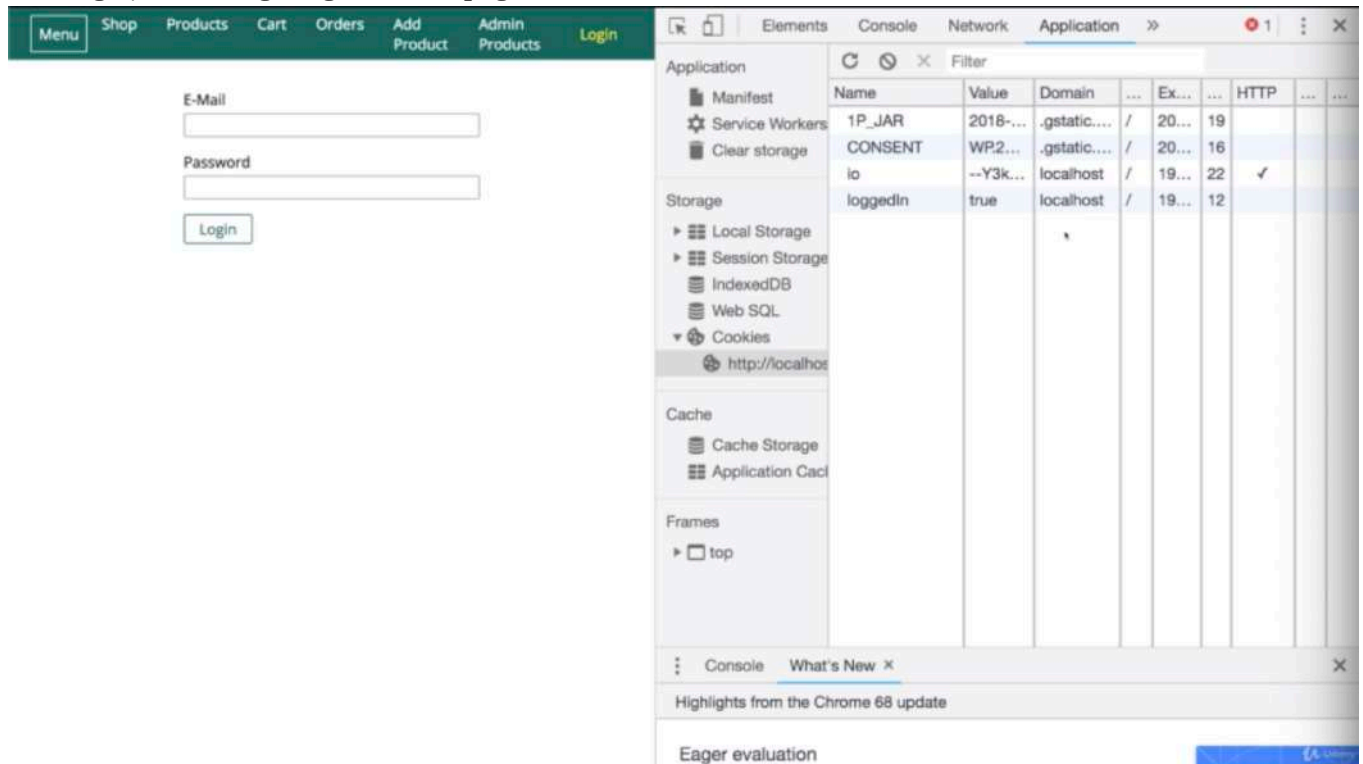 Menu Shop Products Cart Orders Add Product Admin Products Login
E-Mail
Password
Login
Elements Console Network Application » 1
Application
Manifest
Service Workers
Clear storage
Storage
Local Storage
Session Storage
IndexedDB
Web SQL
Cookies
http://localhos
Cache
Cache Storage
Application Cacl
Frames
top
Filter
Name Value Domain ... Ex... ... HTTP ... ...
1P_JAR 2018-... .gstatic.... / 20... 19
CONSENT WP.2... .gstatic.... / 20... 16
io --Y3k... localhost / 19... 22 ✓
loggedIn true localhost / 19... 12
Console What's New ×
Highlights from the Chrome 68 update
Eager evaluation